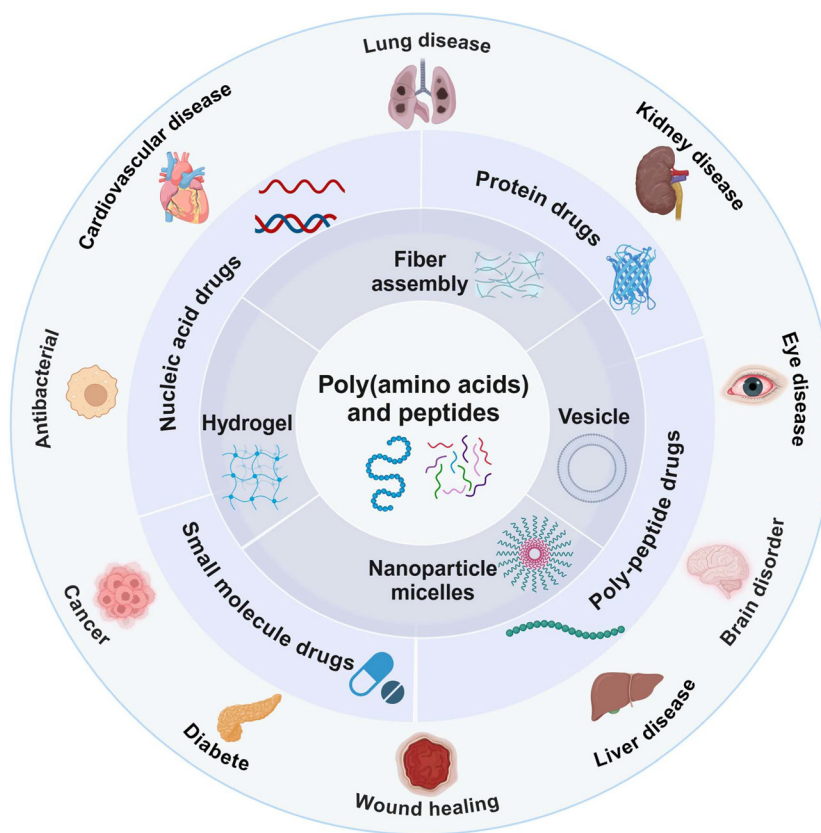 Lung disease
Kidney disease
Eye disease
Brain disorder
Liver disease
Wound healing
Diabete
Cancer
Antibacterial
Cardiovascular disease
Protein drugs
Poly-peptide drugs
Small molecule drugs
Nucleic acid drugs
Fiber
assembly
Vesicle
Nanoparticle
micelles
Hydrogel
Poly(amino acids)
and peptides